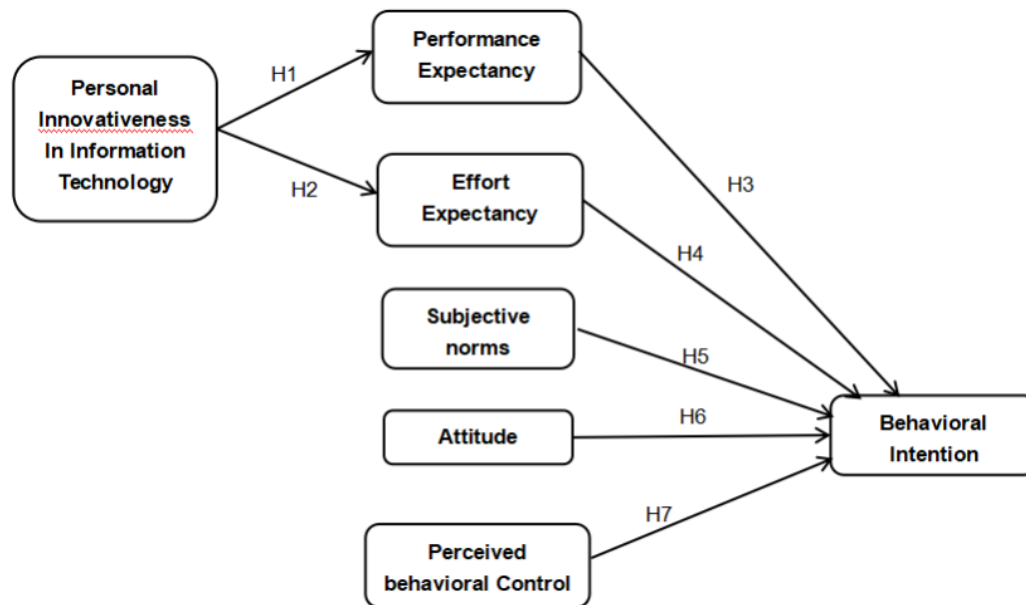 Performance
Expectancy
H1
Personal
Innovativeness
In Information
Technology
H2
Effort
Expectancy
H3
H4
Subjective
norms
H5
Attitude
H6
Behavioral
Intention
H7
Perceived
behavioral Control